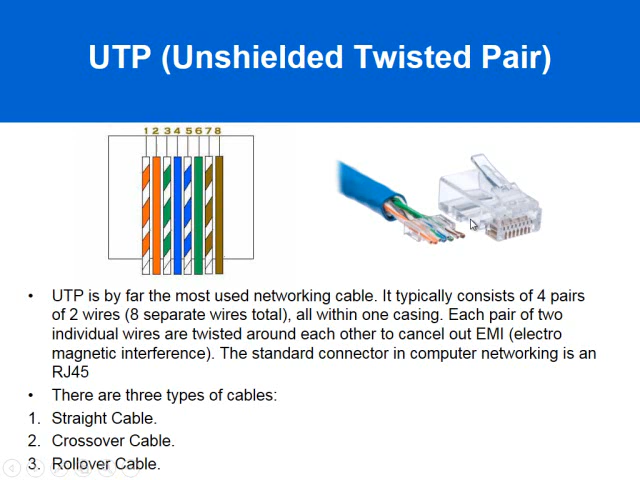 UTP (Unshielded Twisted Pair)
1 2 3 4 5 6 7 8
• UTP is by far the most used networking cable. It typically consists of 4 pairs
of 2 wires (8 separate wires total), all within one casing. Each pair of two
individual wires are twisted around each other to cancel out EMI (electro
magnetic interference). The standard connector in computer networking is an
RJ45
• There are three types of cables:
1. Straight Cable.
2. Crossover Cable.
3. Rollover Cable.